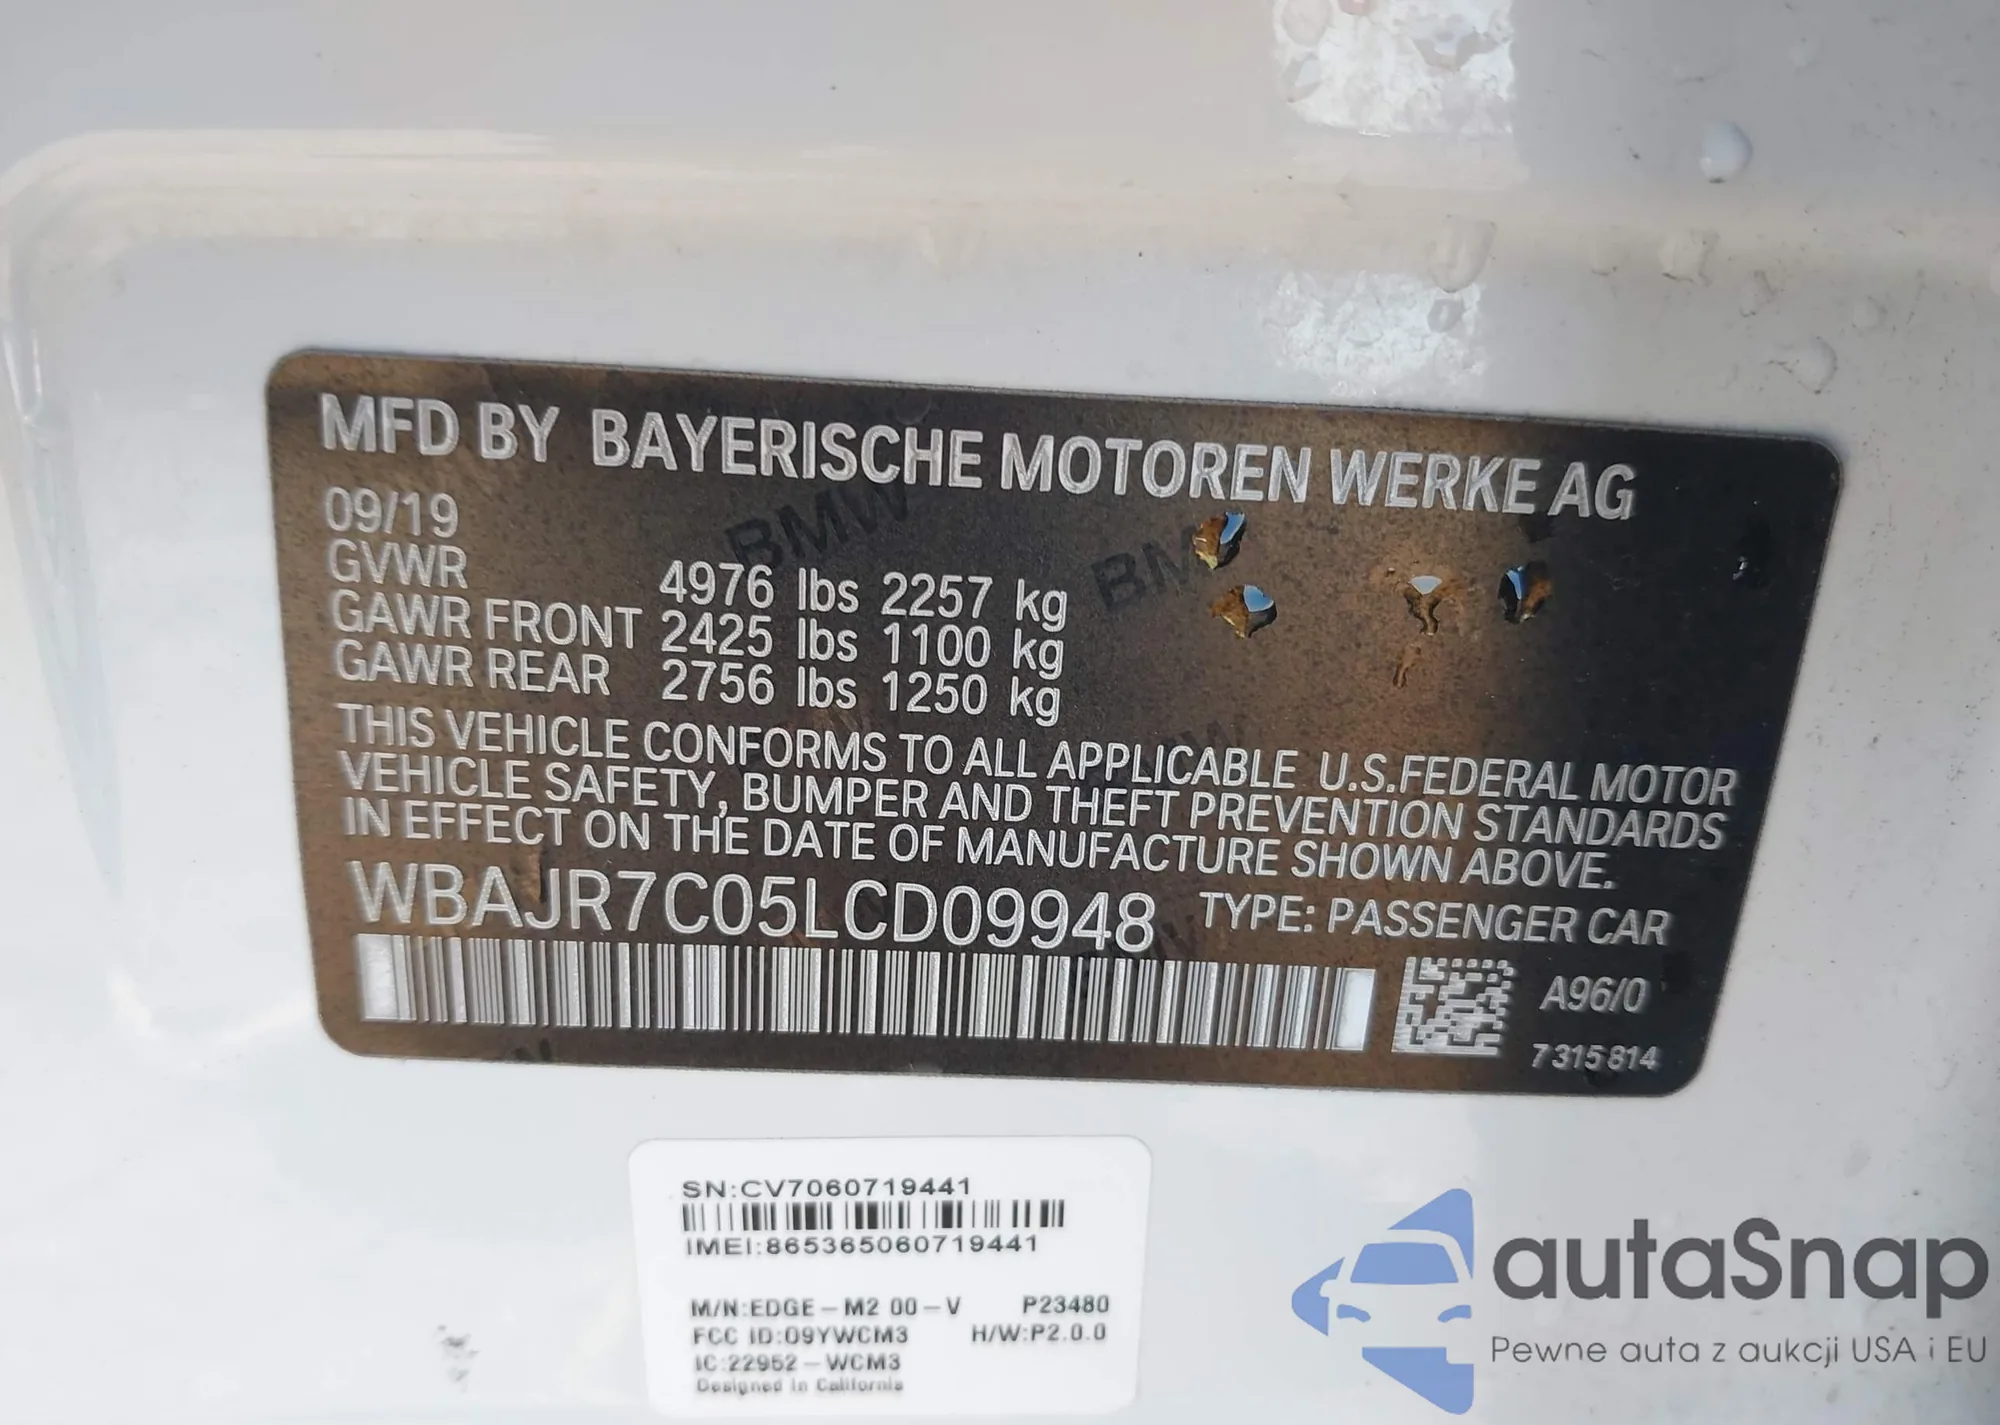 MFD BY BAYERISCHE MOTOREN WERKE AG
09/19
GVWR 4976 lbs 2257 kg
GAWR FRONT 2425 lbs 1100 kg
GAWR REAR 2756 lbs 1250 kg
THIS VEHICLE CONFORMS TO ALL APPLICABLE U.S.FEDERAL MOTOR
VEHICLE SAFETY, BUMPER AND THEFT PREVENTION STANDARDS
IN EFFECT ON THE DATE OF MANUFACTURE SHOWN ABOVE.
WBAJR7C05LCD09948 TYPE: PASSENGER CAR
A96/0
7315814
SN:CV7060719441
IMEI:865365060719441
M/N:EDGE-M2 00-V P23480
FCC ID:O9YWCM3 H/W:P2.0.0
IC:22952-WCM3
Designed in California
autaSnap
Pewne auta z aukcji USA i EU